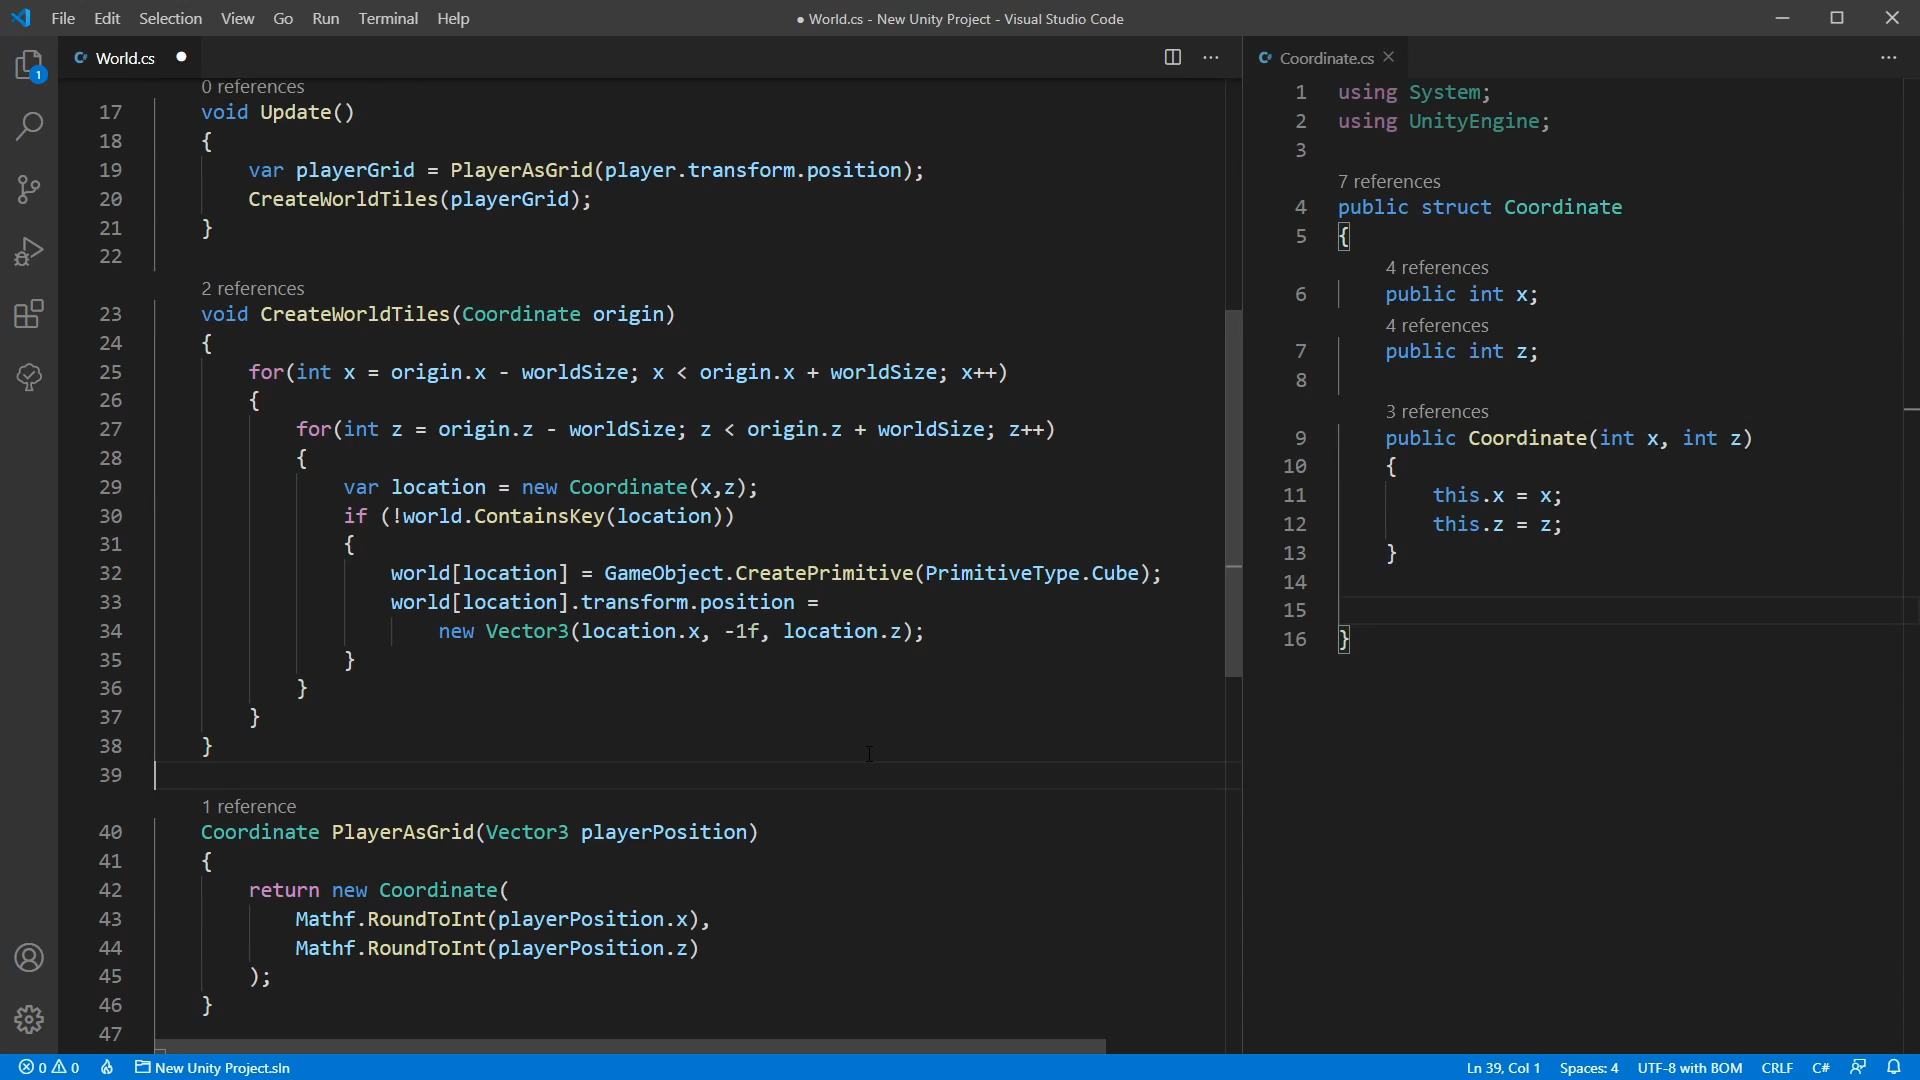 File Edit Selection View Go Run Terminal Help
● World.cs - New Unity Project - Visual Studio Code
1
C# World.cs ●
0 references
17 void Update()
18 {
19 var playerGrid = PlayerAsGrid(player.transform.position);
20 CreateWorldTiles(playerGrid);
21 }
22
2 references
23 void CreateWorldTiles(Coordinate origin)
24 {
25 for(int x = origin.x - worldSize; x < origin.x + worldSize; x++)
26 {
27 for(int z = origin.z - worldSize; z < origin.z + worldSize; z++)
28 {
29 var location = new Coordinate(x,z);
30 if (!world.ContainsKey(location))
31 {
32 world[location] = GameObject.CreatePrimitive(PrimitiveType.Cube);
33 world[location].transform.position =
34 new Vector3(location.x, -1f, location.z);
35 }
36 }
37 }
38 }
39
1 reference
40 Coordinate PlayerAsGrid(Vector3 playerPosition)
41 {
42 return new Coordinate(
43 Mathf.RoundToInt(playerPosition.x),
44 Mathf.RoundToInt(playerPosition.z)
45 );
46 }
47
C# Coordinate.cs
1 using System;
2 using UnityEngine;
3
7 references
4 public struct Coordinate
5 {
4 references
6 public int x;
4 references
7 public int z;
8
3 references
9 public Coordinate(int x, int z)
10 {
11 this.x = x;
12 this.z = z;
13 }
14
15
16 }
0 0 New Unity Project.sln
Ln 39, Col 1 Spaces: 4 UTF-8 with BOM CRLF C#